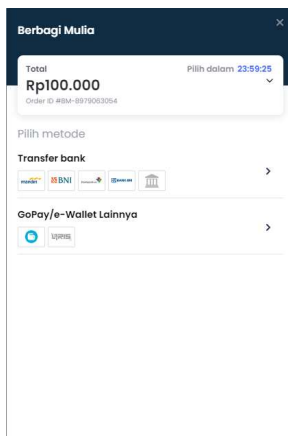 Berbagi Mulia
Total
Pilih dalam 23:59:25
Rp100.000
Order ID #BM-8979063054
Pilih metode
Transfer bank
mandiri BNI
GoPay/e-Wallet Lainnya
QRIS